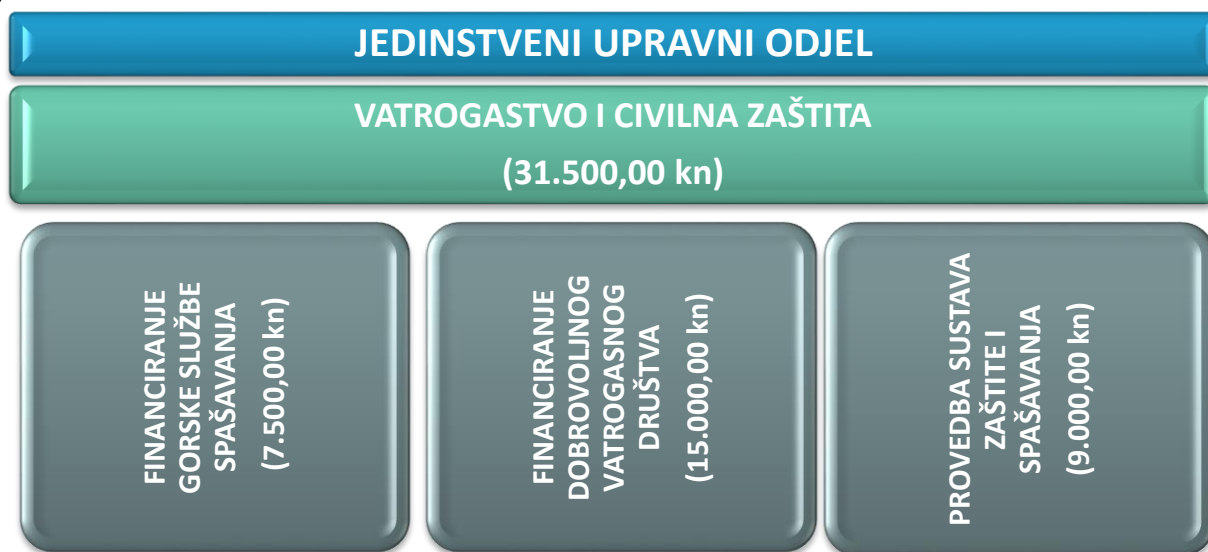 JEDINSTVENI UPRAVNI ODJEL
VATROGASTVO I CIVILNA ZAŠTITA
(31.500,00 kn)
FINANCIRANJE
GORSKE SLUŽBE
SPAŠAVANJA
(7.500,00 kn)
FINANCIRANJE
DOBROVOLJNOG
VATROGASNOG
DRUŠTVA
(15.000,00 kn)
PROVEDBA SUSTAVA
ZAŠTITE I
SPAŠAVANJA
(9.000,00 kn)